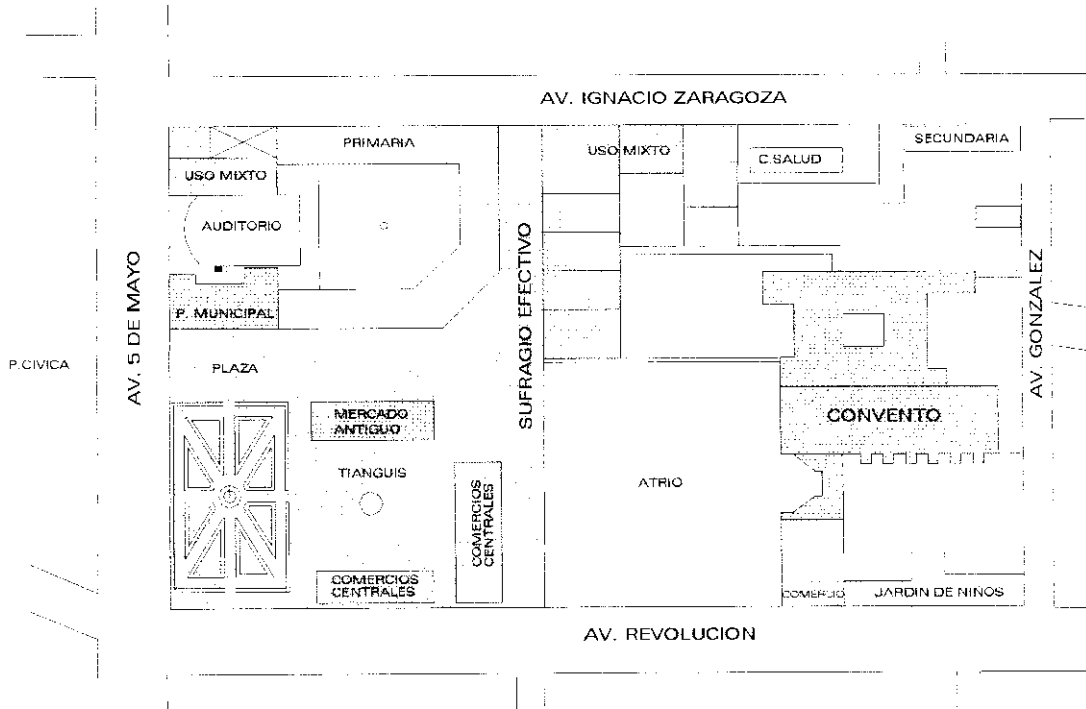 AV. IGNACIO ZARAGOZA
PRIMARIA
USO MIXTO
C.SALUD
SECUNDARIA
USO MIXTO
AUDITORIO
P. MUNICIPAL
P.CIVICA
AV. 5 DE MAYO
PLAZA
SUFRAGIO EFECTIVO
AV. GONZALEZ
MERCADO
ANTIGUO
CONVENTO
TIANGUIS
ATRIO
COMERCIOS
CENTRALES
COMERCIOS
CENTRALES
COMERCIO
JARDIN DE NINOS
AV. REVOLUCION